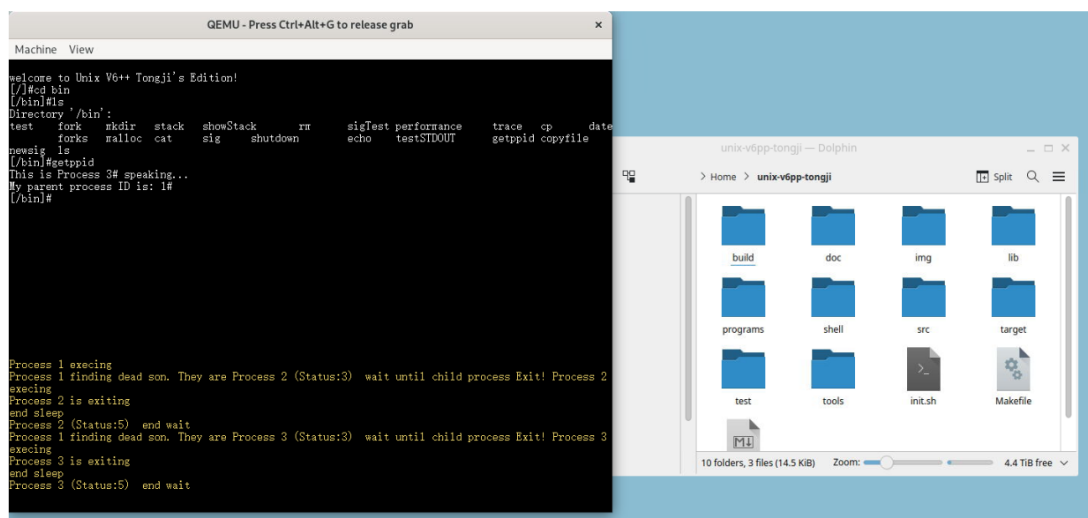 QEMU - Press Ctrl+Alt+G to release grab
×
Machine View
welcome to Unix V6++ Tongji's Edition!
[/]#cd bin
[/bin]#ls
Directory '/bin':
test fork mkdir stack showStack rm sigTest performance trace cp date
forks malloc cat sig shutdown echo testSTDOUT getppid copyfile
newsig ls
[/bin]#getppid
This is Process 3# speaking...
My parent process ID is: 1#
[/bin]#
Process 1 execing
Process 1 finding dead son. They are Process 2 (Status:3) wait until child process Exit! Process 2
execing
Process 2 is exiting
end sleep
Process 2 (Status:5) end wait
Process 1 finding dead son. They are Process 3 (Status:3) wait until child process Exit! Process 3
execing
Process 3 is exiting
end sleep
Process 3 (Status:5) end wait
unix-v6pp-tongji — Dolphin
> Home > unix-v6pp-tongji
Split
build doc img lib
programs shell src target
test tools init.sh Makefile
M↓
10 folders, 3 files (14.5 KiB) Zoom: 4.4 TiB free